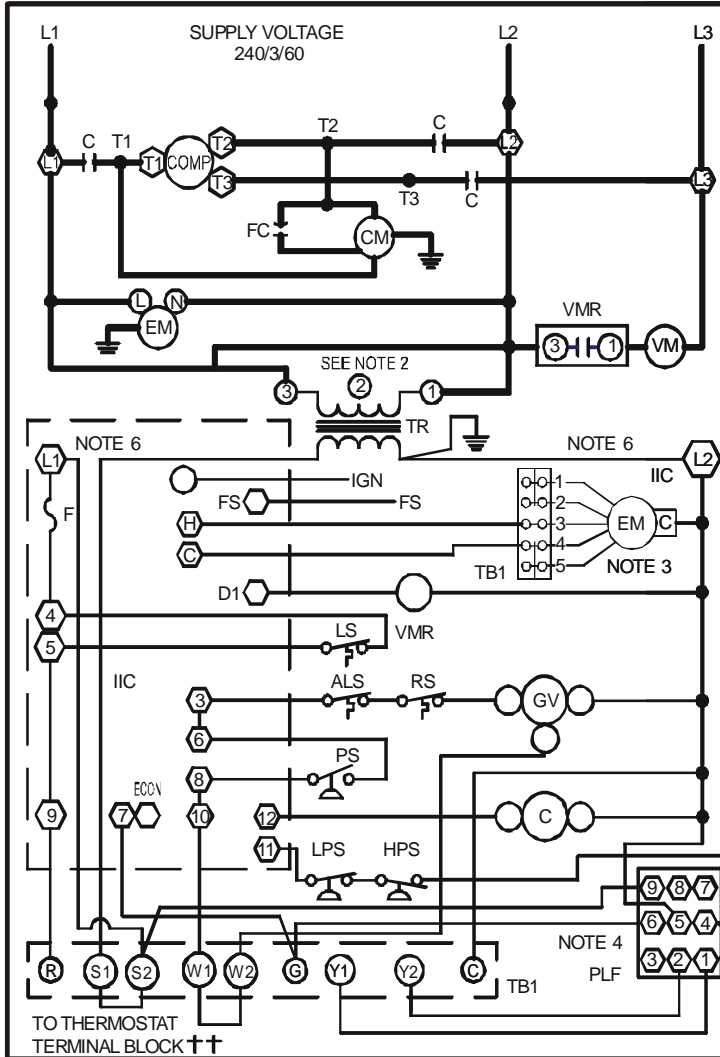 L1 SUPPLY VOLTAGE L2 L3
240/3/60
C T1 T2 T2 C
L1 T1 COMP L2
T3 T3 C L3
FC CM
L N VMR
EM 3 1 VM
SEE NOTE 2
3 2 1
TR
NOTE 6 NOTE 6
L1 IIC L2
IGN 1
F FS FS 2
H 3 EM C
C 4
TB1 5 NOTE 3
D1
4 LS VMR
5
IIC ALS RS
3 GV
6
PS
8
ECON
9 7 10 12 C
11 LPS HPS
9 8 7
6 5 4
NOTE 4
3 2 1
R S1 S2 W1 W2 G Y1 Y2 C TB1 PLF
TO THERMOSTAT
TERMINAL BLOCK ††